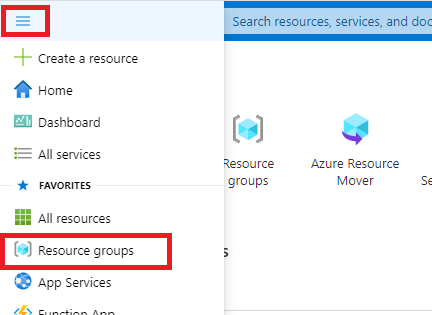 Search resources, services, and doc
Create a resource
Home
Dashboard
All services
FAVORITES
All resources
Resource groups
App Services
Function App
Resource
groups
Azure Resource
Mover
Se
s